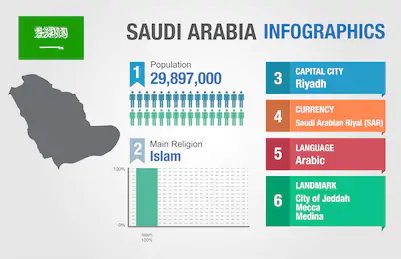 SAUDI ARABIA INFOGRAPHICS
1
Population
29,897,000
2
Main Religion
Islam
100%
0%
Islam
100%
3
CAPITAL CITY
Riyadh
4
CURRENCY
Saudi Arabian Riyal (SAR)
5
LANGUAGE
Arabic
6
LANDMARK
City of Jeddah
Mecca
Medina